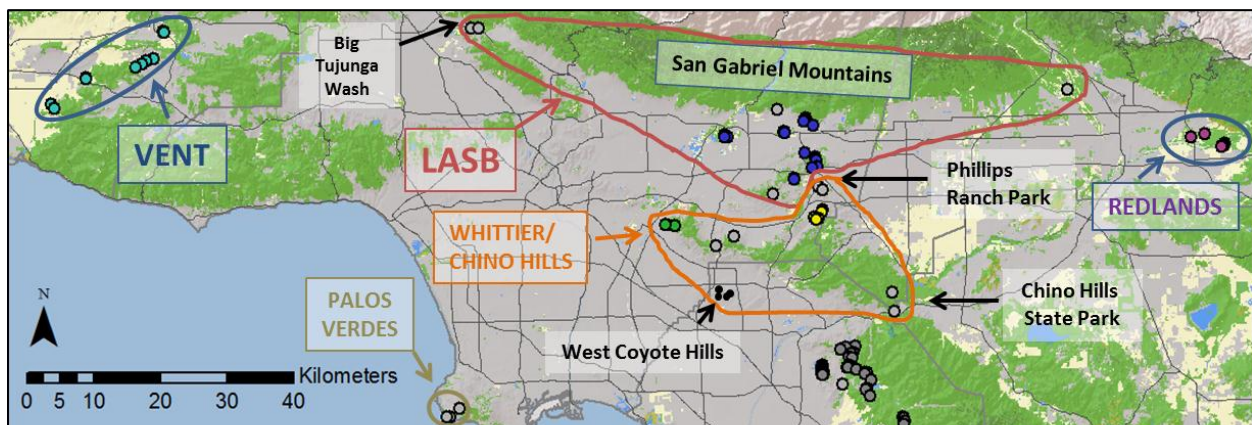 Big
Tujunga
Wash
San Gabriel Mountains
VENT
LASB
Phillips
Ranch Park
REDLANDS
WHITTIER/
CHINO HILLS
PALOS
VERDES
Chino Hills
State Park
West Coyote Hills
N
Kilometers
0 5 10 20 30 40